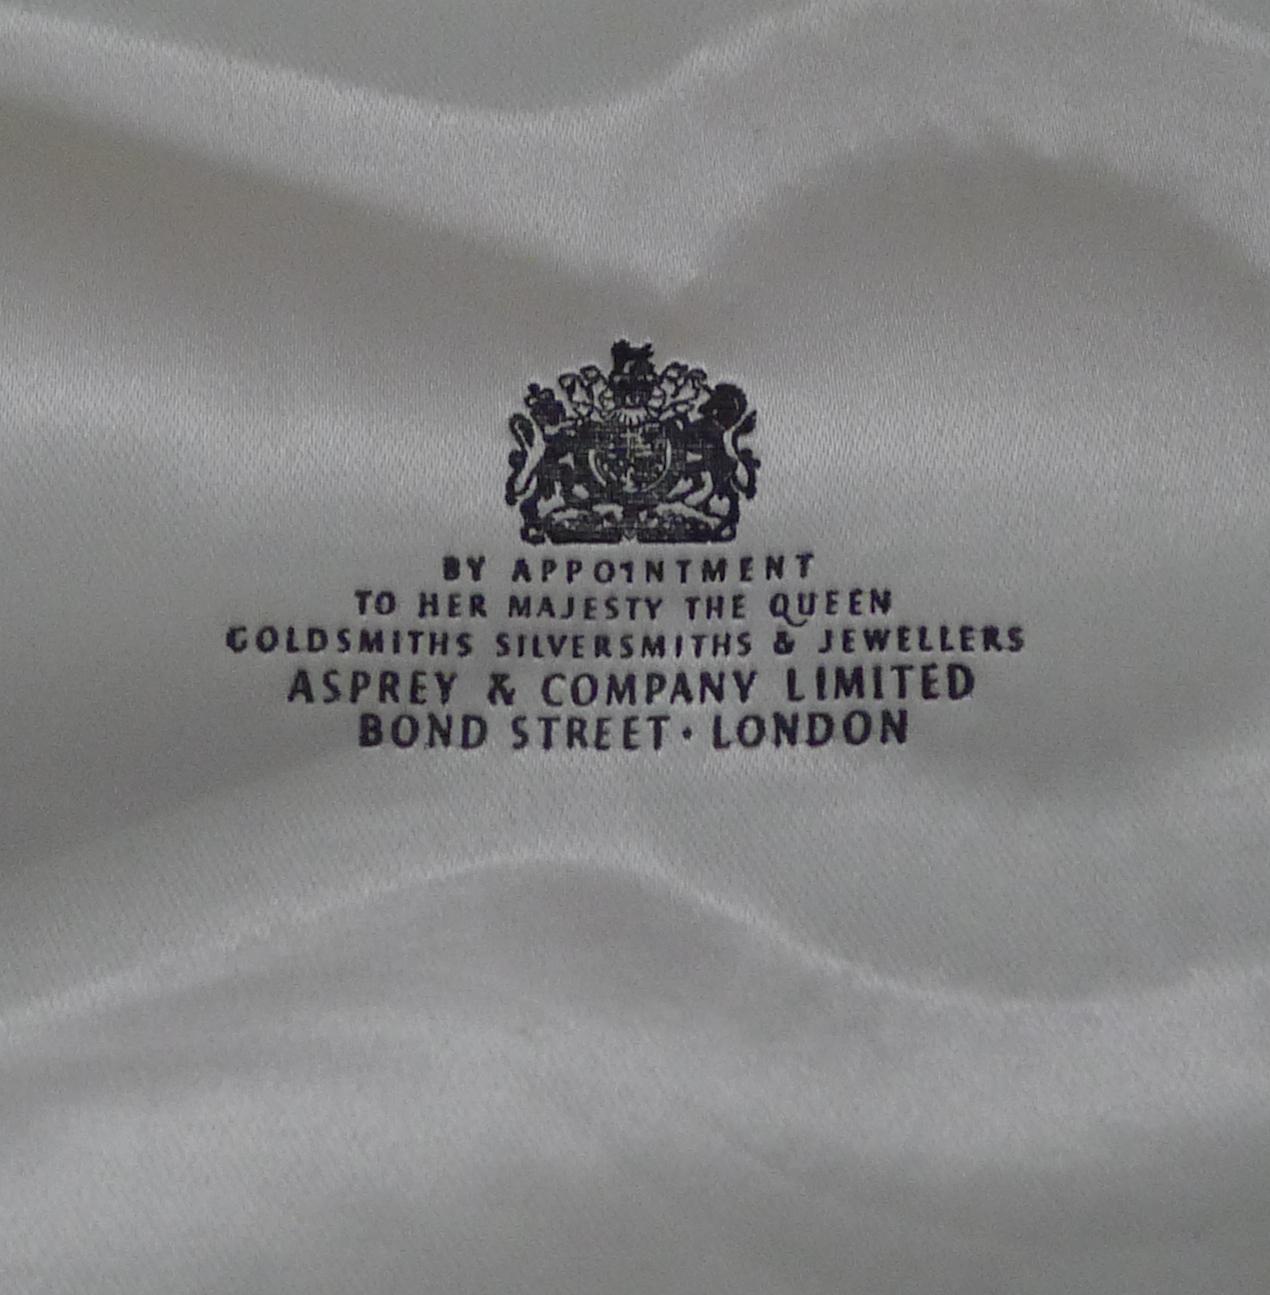 BY APPOINTMENT
TO HER MAJESTY THE QUEEN
GOLDSMITHS SILVERSMITHS & JEWELLERS
ASPREY & COMPANY LIMITED
BOND STREET · LONDON